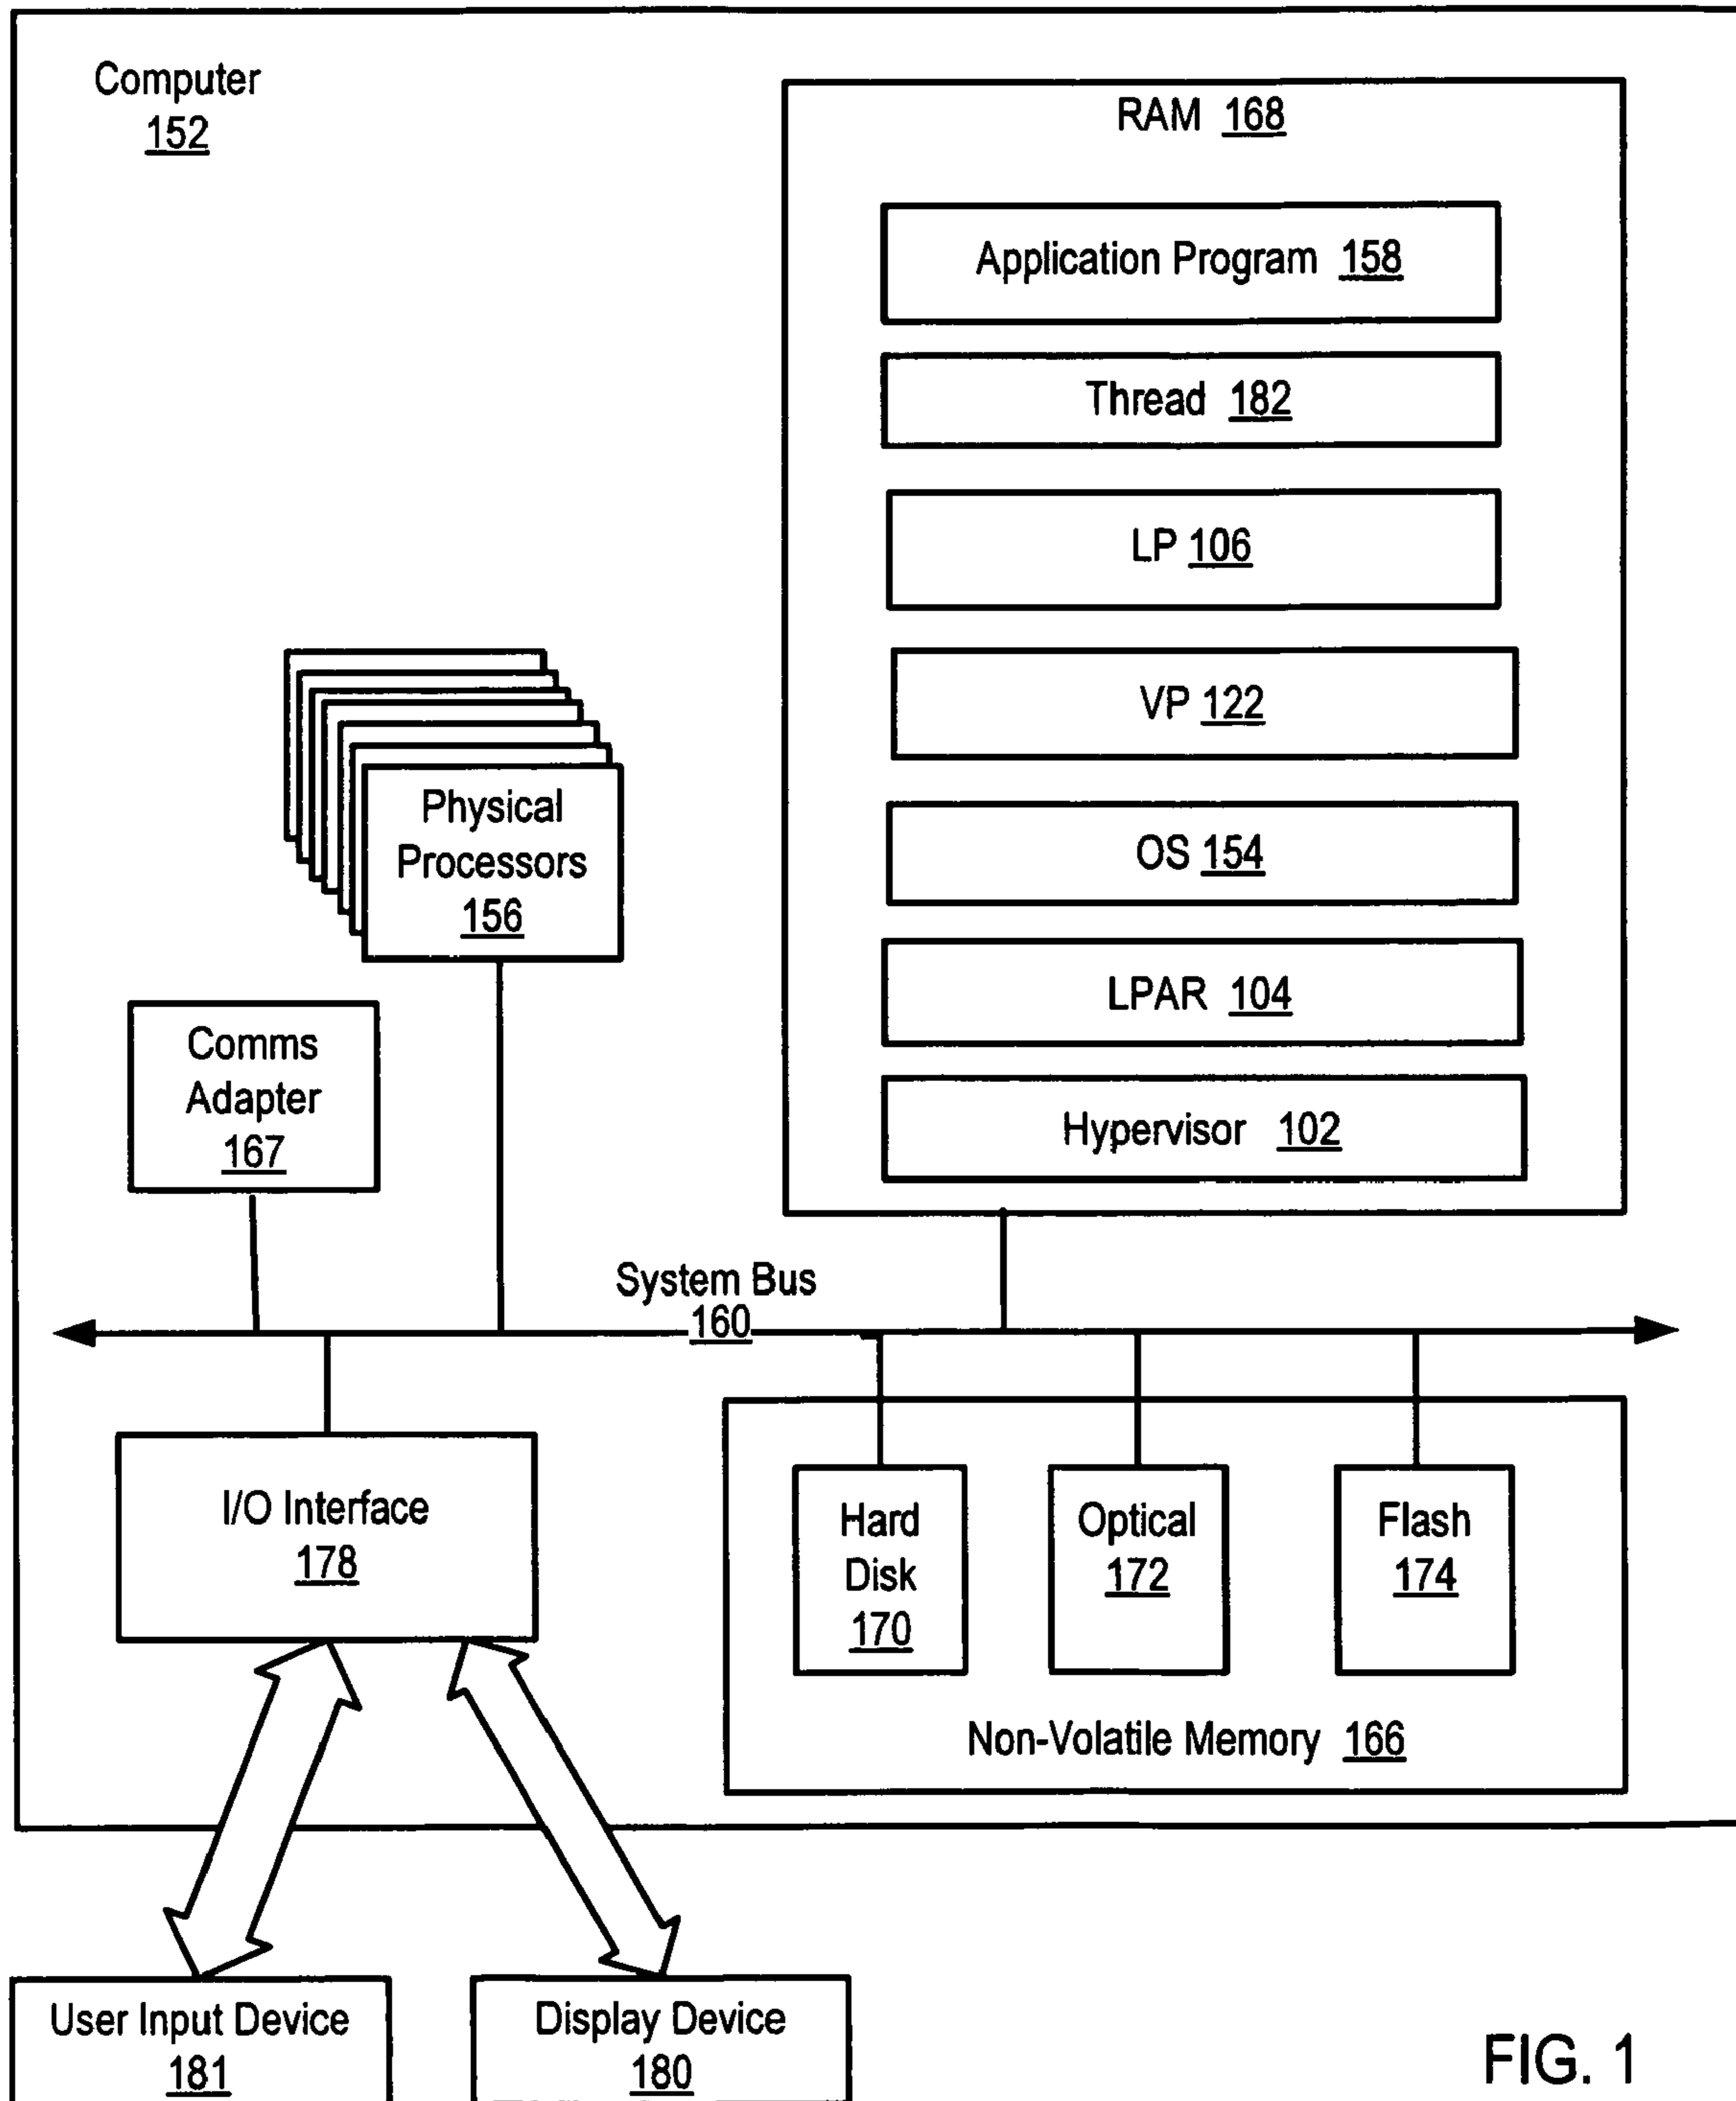 Computer
152
RAM 168
Application Program 158
Thread 182
LP 106
VP 122
OS 154
LPAR 104
Hypervisor 102
Physical
Processors
156
Comms
Adapter
167
System Bus
160
I/O Interface
178
Hard
Disk
170
Optical
172
Flash
174
Non-Volatile Memory 166
User Input Device
181
Display Device
180
FIG. 1